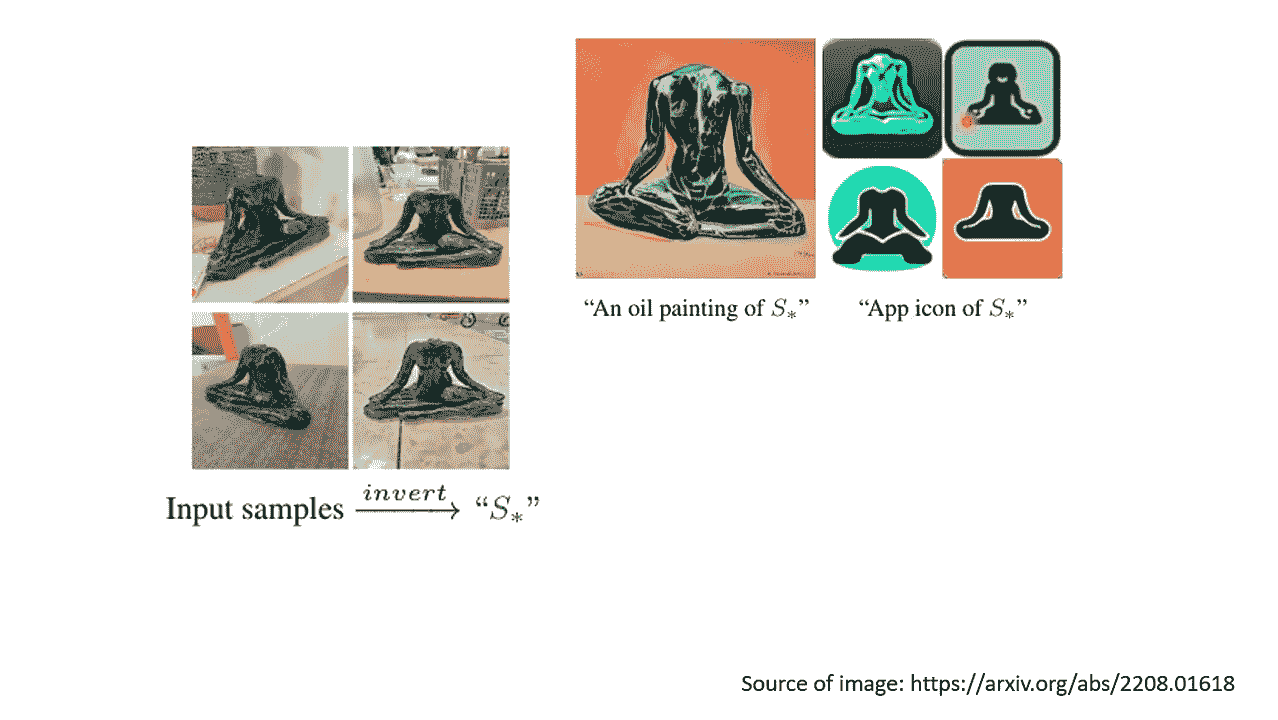 “An oil painting of S*”
“App icon of S*”
Input samples invert → “S*”
Source of image: https://arxiv.org/abs/2208.01618